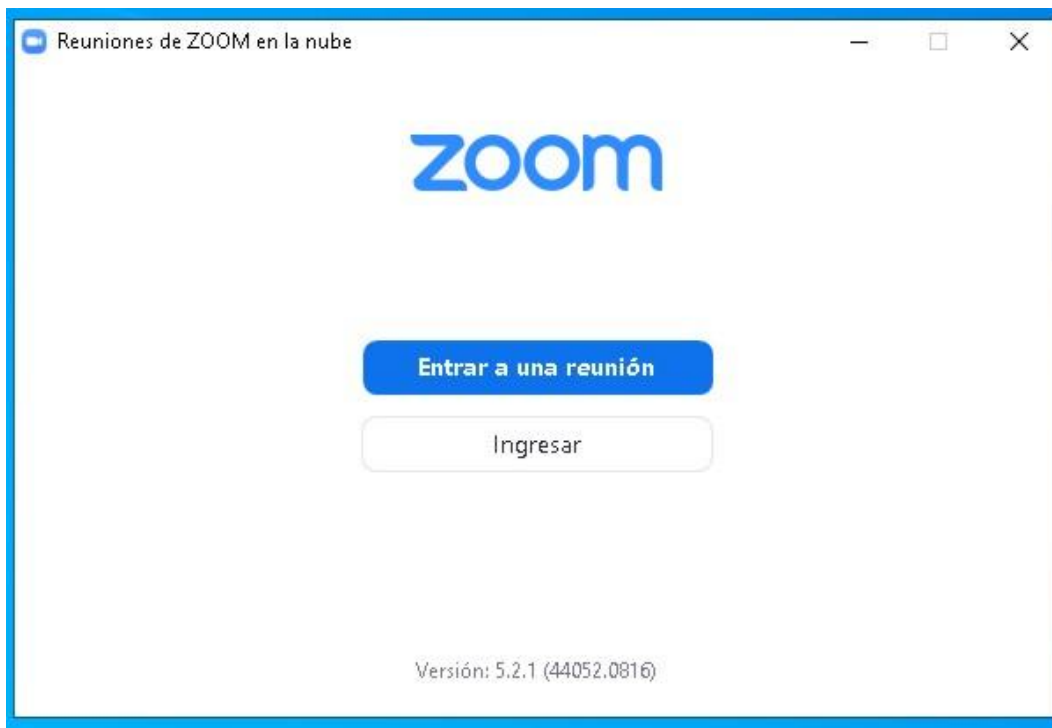 Reuniones de ZOOM en la nube
zoom
Entrar a una reunión
Ingresar
Versión: 5.2.1 (44052.0816)